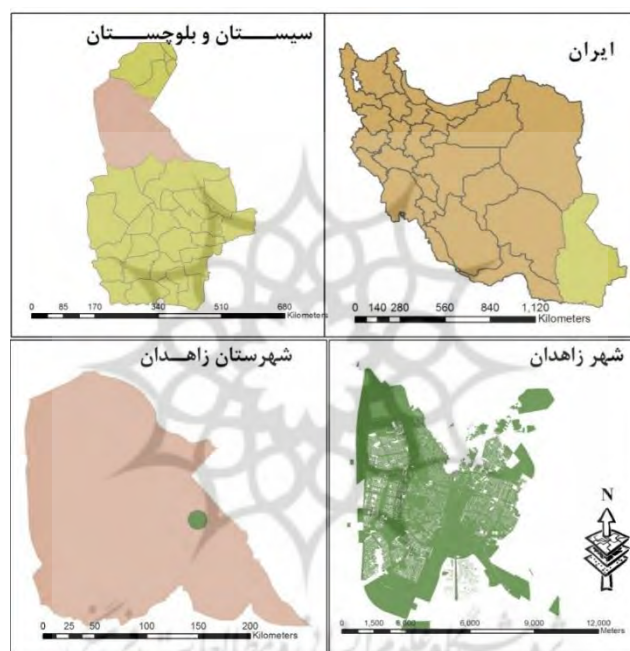 ایران
سیستان و بلوچستان
0 140 280 560 840 1,120
Kilometers
0 85 170 340 510 680
Kilometers
شهر زاهدان
شهرستان زاهدان
N
0 1,500 3,000 6,000 9,000 12,000
Meters
0 25 50 100 150 200
Kilometers